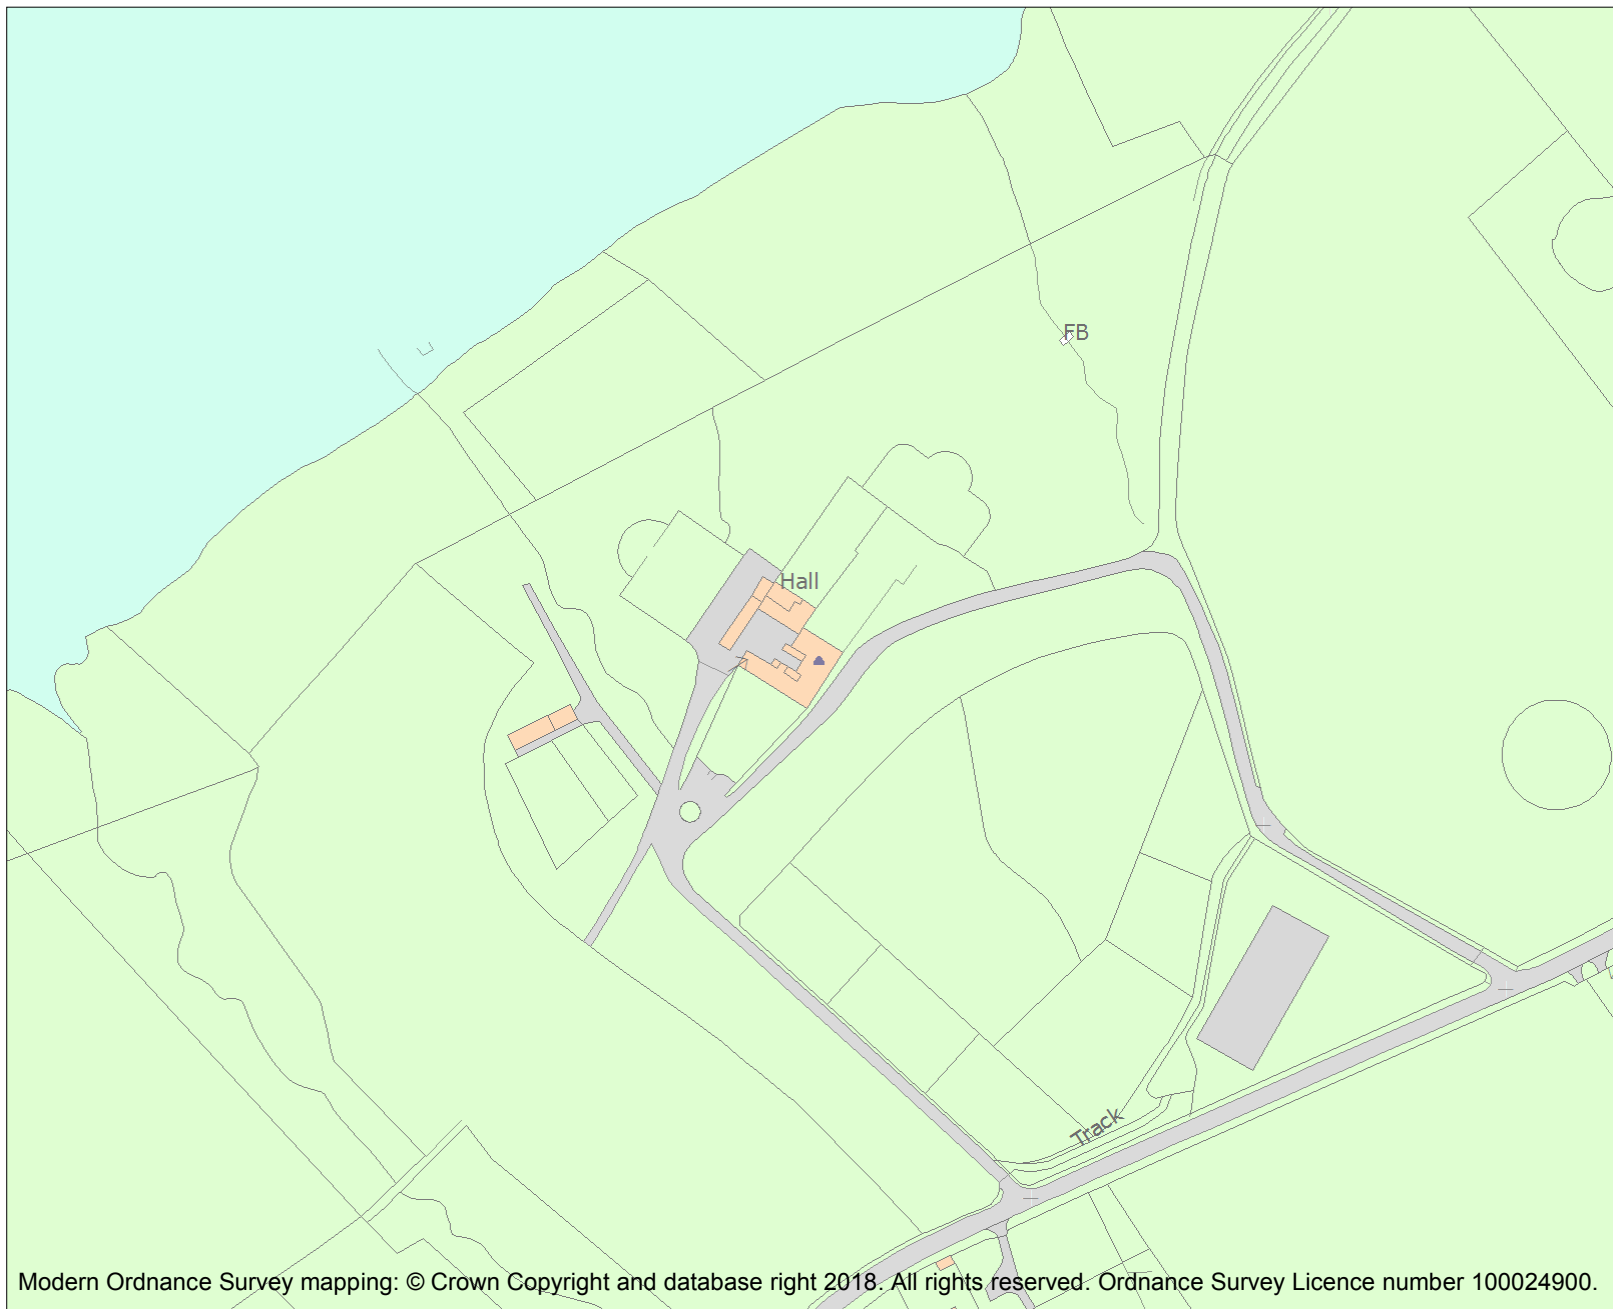 FB
Hall
Track
Modern Ordnance Survey mapping: © Crown Copyright and database right 2018. All rights reserved. Ordnance Survey Licence number 100024900.